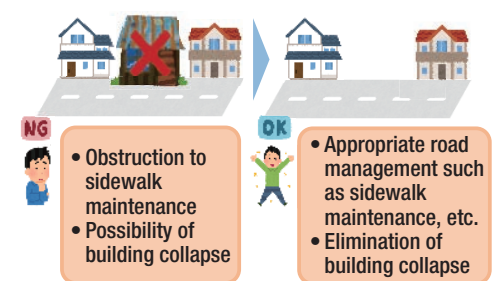 NG
• Obstruction to
sidewalk
maintenance
• Possibility of
building collapse
OK
• Appropriate road
management such
as sidewalk
maintenance, etc.
• Elimination of
building collapse